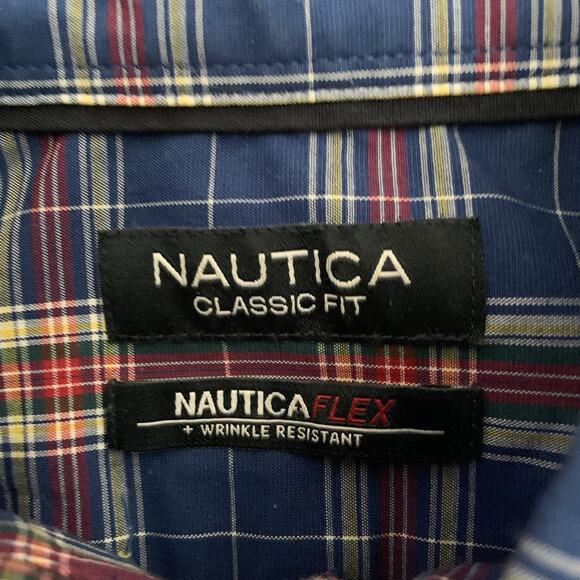 NAUTICA
CLASSIC FIT
NAUTICAFLEX
+ WRINKLE RESISTANT